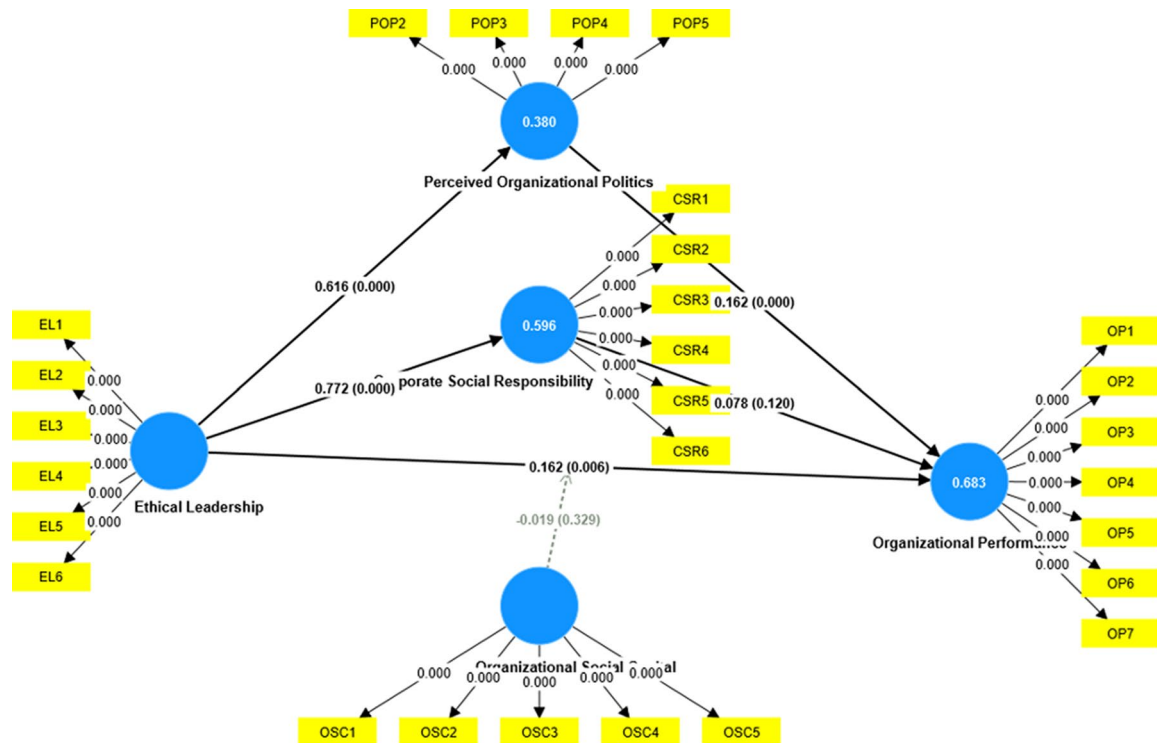 POP2 POP3 POP4 POP5
0.000 0.000 0.000 0.000
0.380
Perceived Organizational Politics
CSR1
CSR2
CSR3
CSR4
CSR5
CSR6
0.000
0.000
0.000
0.000
0.000
0.000
0.616 (0.000)
0.162 (0.000)
0.596
Corporate Social Responsibility
0.772 (0.000)
0.078 (0.120)
EL1
EL2
EL3
EL4
EL5
EL6
0.000
0.000
0.000
0.000
0.000
0.000
Ethical Leadership
0.162 (0.006)
-0.019 (0.329)
0.683
Organizational Performance
OP1
OP2
OP3
OP4
OP5
OP6
OP7
0.000
0.000
0.000
0.000
0.000
0.000
0.000
Organizational Social Capital
0.000 0.000 0.000 0.000 0.000
OSC1 OSC2 OSC3 OSC4 OSC5